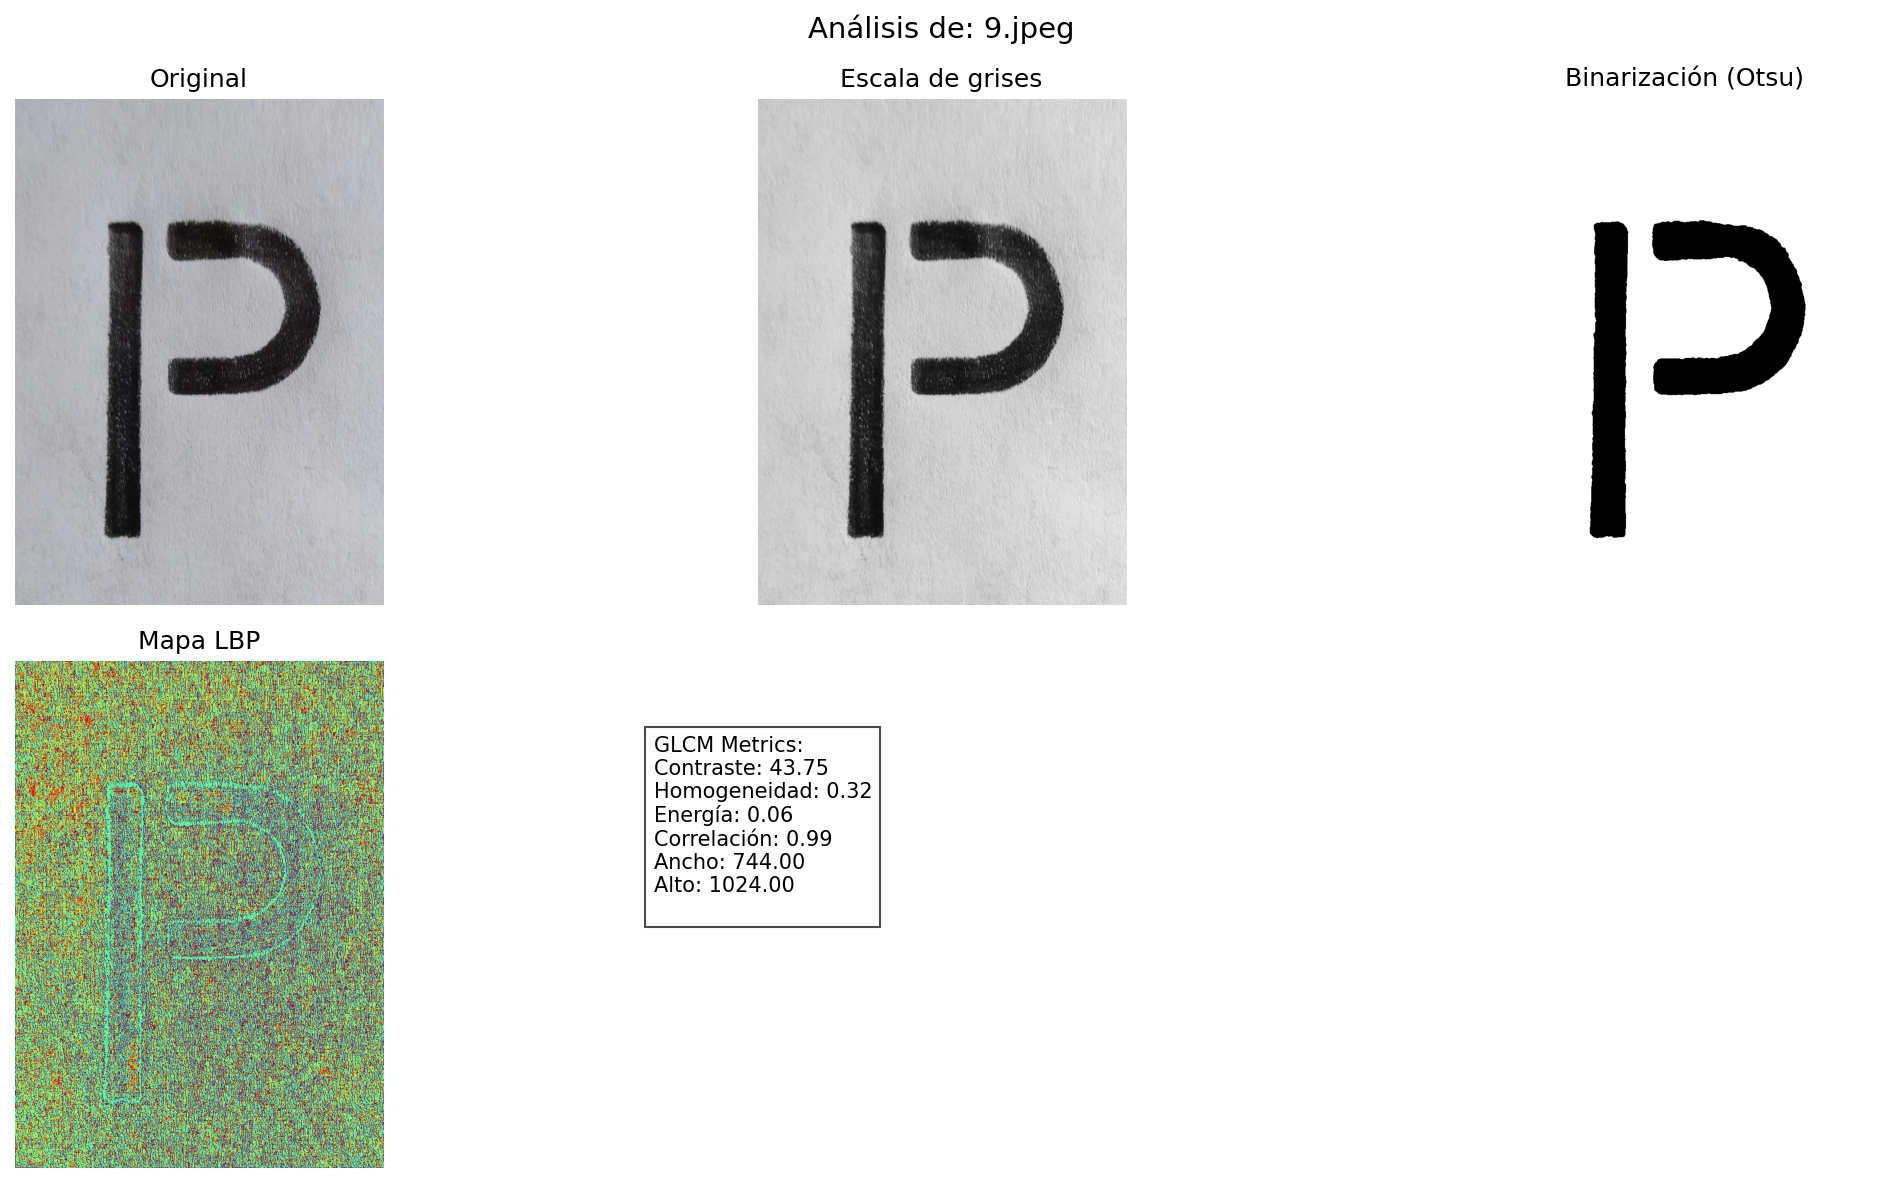 Análisis de: 9.jpeg
Original
Escala de grises
Binarización (Otsu)
P
P
P
Mapa LBP
P
GLCM Metrics:
Contraste: 43.75
Homogeneidad: 0.32
Energía: 0.06
Correlación: 0.99
Ancho: 744.00
Alto: 1024.00